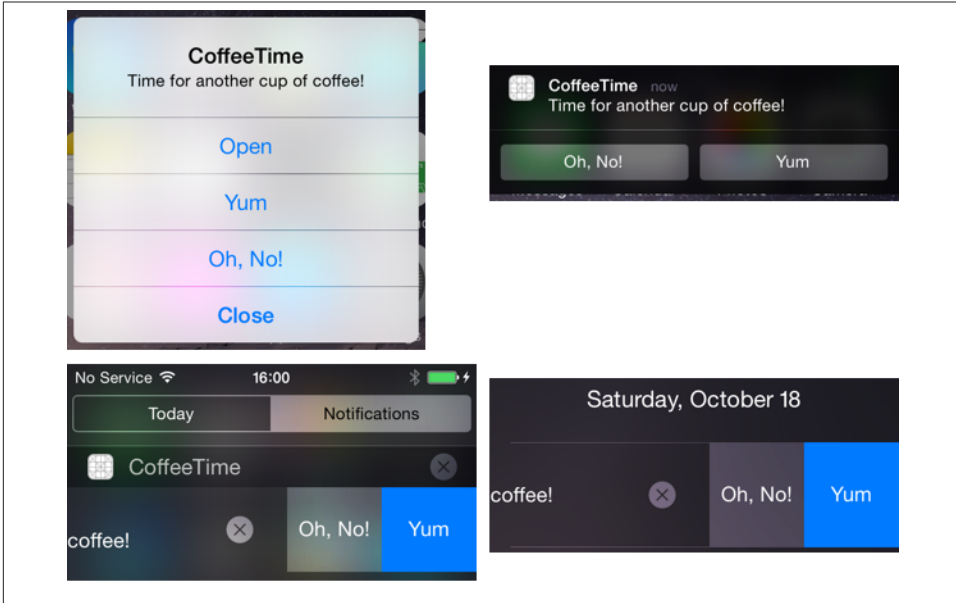 CoffeeTime
Time for another cup of coffee!
Open
Yum
Oh, No!
Close
CoffeeTime now
Time for another cup of coffee!
Oh, No! Yum
No Service 16:00
Today Notifications
CoffeeTime
coffee! Oh, No! Yum
Saturday, October 18
coffee! Oh, No! Yum